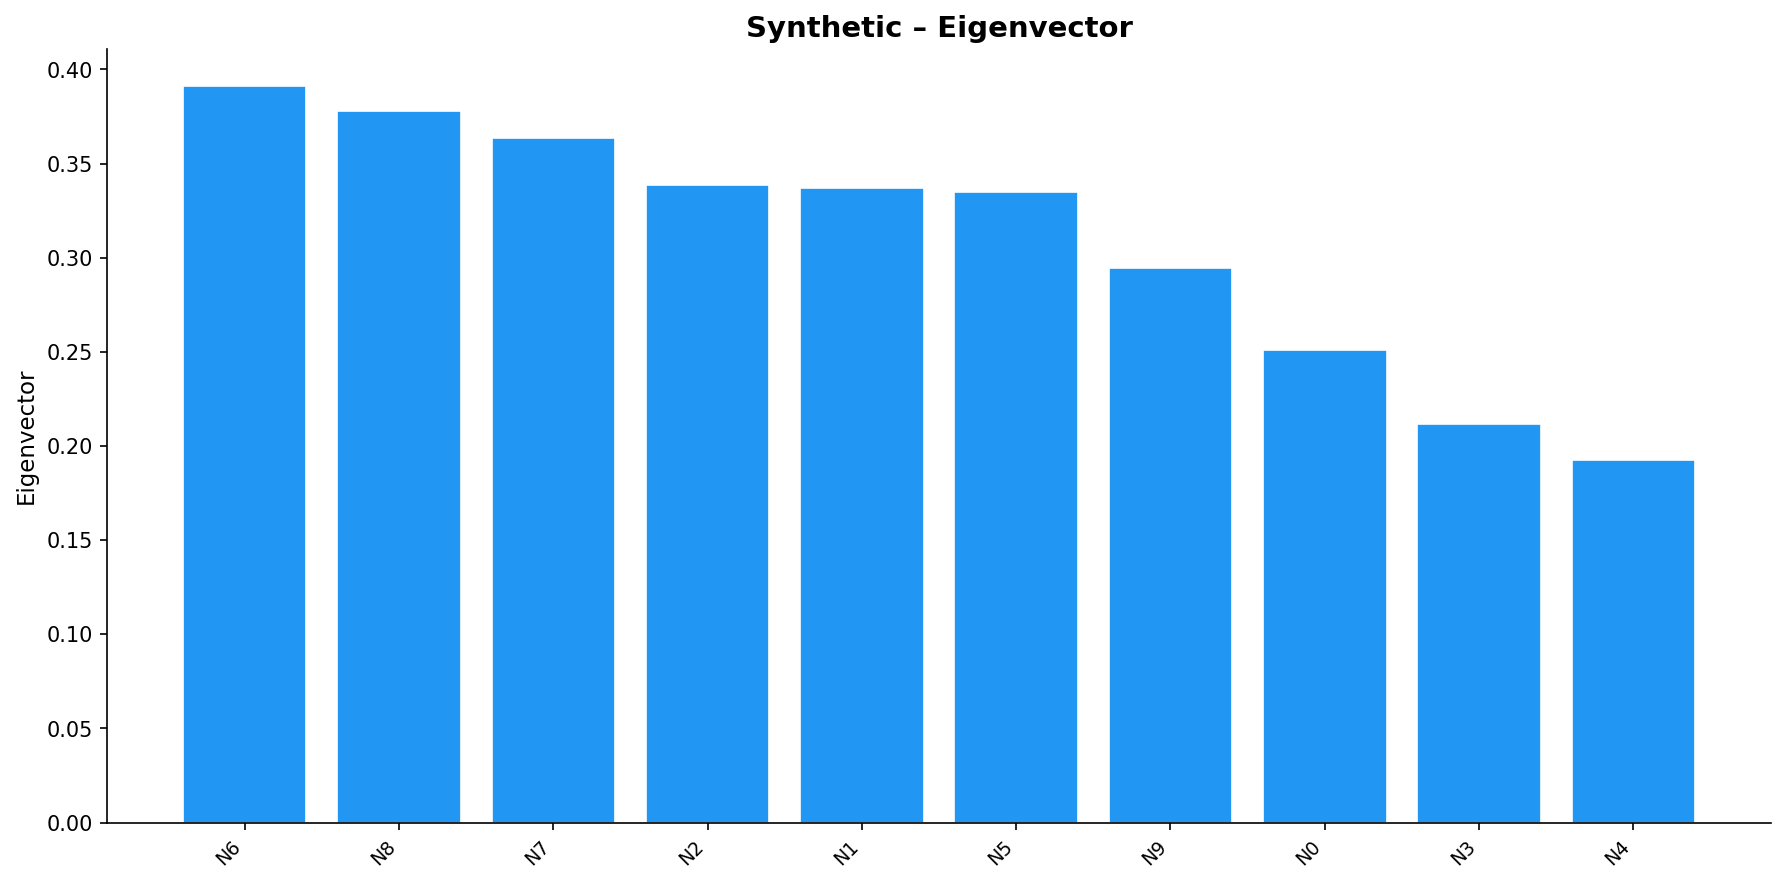 Synthetic – Eigenvector
Eigenvector
0.40
0.35
0.30
0.25
0.20
0.15
0.10
0.05
0.00
N6
N8
N7
N2
N1
N5
N9
N0
N3
N4